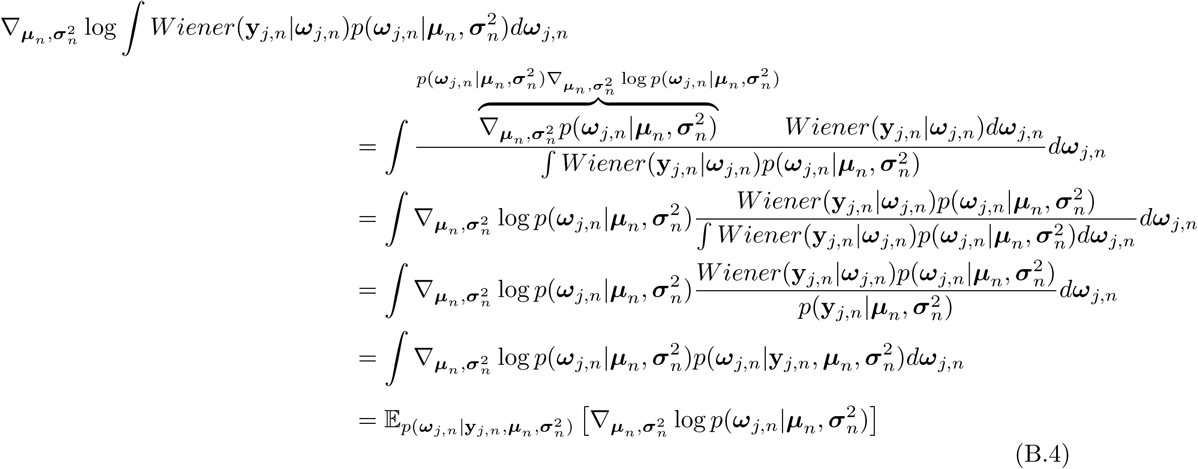 ∇_{𝝁_n,𝝈_n^2} log ∫ Wiener(𝐲_{j,n}|𝝎_{j,n})p(𝝎_{j,n}|𝝁_n, 𝝈_n^2)d𝝎_{j,n}
= ∫ \frac{\overbrace{∇_{𝝁_n,𝝈_n^2} p(𝝎_{j,n}|𝝁_n, 𝝈_n^2)}^{p(𝝎_{j,n}|𝝁_n,𝝈_n^2)∇_{𝝁_n,𝝈_n^2} log p(𝝎_{j,n}|𝝁_n,𝝈_n^2)} Wiener(𝐲_{j,n}|𝝎_{j,n})d𝝎_{j,n}}{∫ Wiener(𝐲_{j,n}|𝝎_{j,n})p(𝝎_{j,n}|𝝁_n, 𝝈_n^2)} d𝝎_{j,n}
= ∫ ∇_{𝝁_n,𝝈_n^2} log p(𝝎_{j,n}|𝝁_n, 𝝈_n^2) \frac{Wiener(𝐲_{j,n}|𝝎_{j,n})p(𝝎_{j,n}|𝝁_n, 𝝈_n^2)}{∫ Wiener(𝐲_{j,n}|𝝎_{j,n})p(𝝎_{j,n}|𝝁_n, 𝝈_n^2)d𝝎_{j,n}} d𝝎_{j,n}
= ∫ ∇_{𝝁_n,𝝈_n^2} log p(𝝎_{j,n}|𝝁_n, 𝝈_n^2) \frac{Wiener(𝐲_{j,n}|𝝎_{j,n})p(𝝎_{j,n}|𝝁_n, 𝝈_n^2)}{p(𝐲_{j,n}|𝝁_n, 𝝈_n^2)} d𝝎_{j,n}
= ∫ ∇_{𝝁_n,𝝈_n^2} log p(𝝎_{j,n}|𝝁_n, 𝝈_n^2)p(𝝎_{j,n}|𝐲_{j,n}, 𝝁_n, 𝝈_n^2)d𝝎_{j,n}
= 𝔼_{p(𝝎_{j,n}|𝐲_{j,n},𝝁_n,𝝈_n^2)} [∇_{𝝁_n,𝝈_n^2} log p(𝝎_{j,n}|𝝁_n, 𝝈_n^2)]
(B.4)